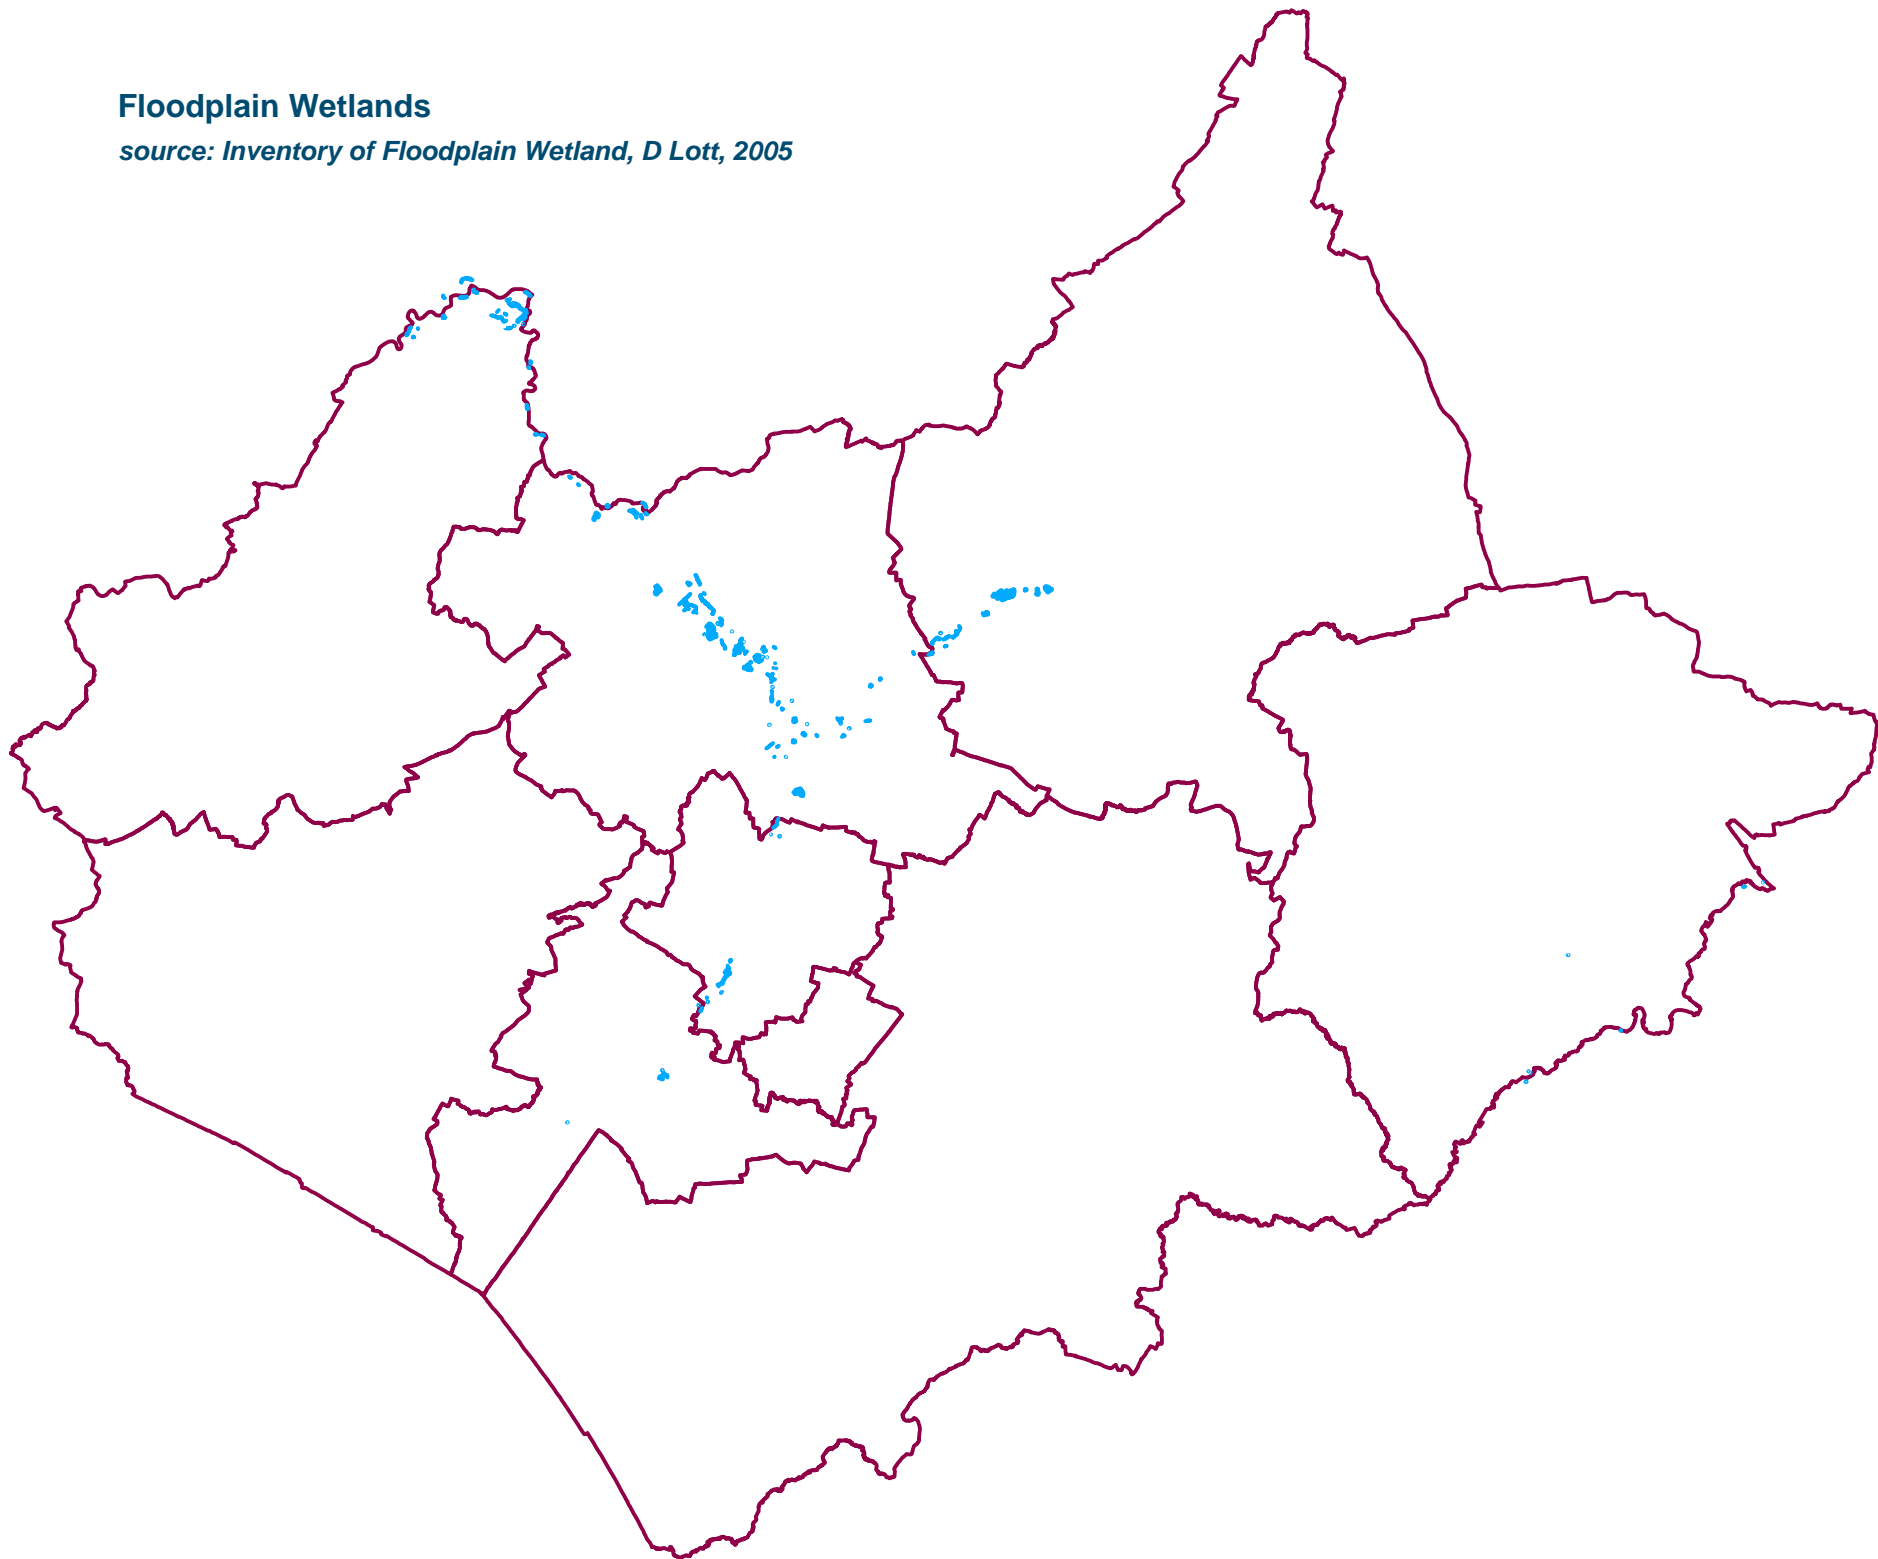 Floodplain Wetlands
source: Inventory of Floodplain Wetland, D Lott, 2005